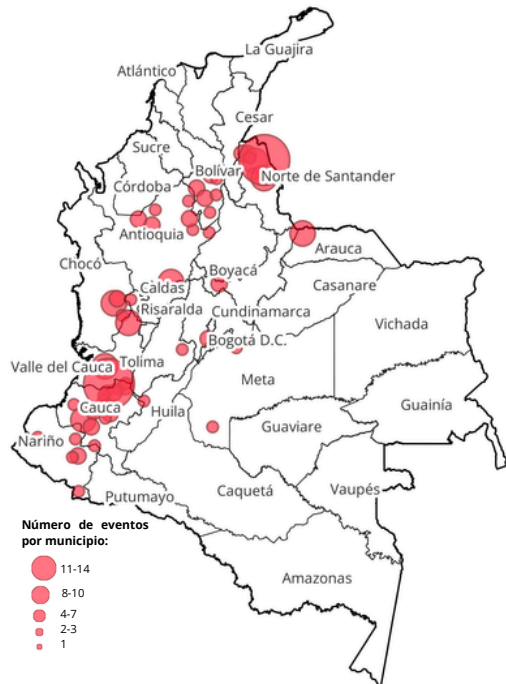 La Guajira
Atlántico
Cesar
Sucre
Bolívar
Norte de Santander
Córdoba
Antioquia
Arauca
Chocó
Boyacá
Caldas
Casanare
Risaralda
Cundinamarca
Vichada
Bogotá D.C.
Valle del Cauca
Tolima
Meta
Cauca
Huila
Guainía
Nariño
Guaviare
Putumayo
Caquetá
Vaupés
Amazonas
Número de eventos
por municipio:
11-14
8-10
4-7
2-3
1